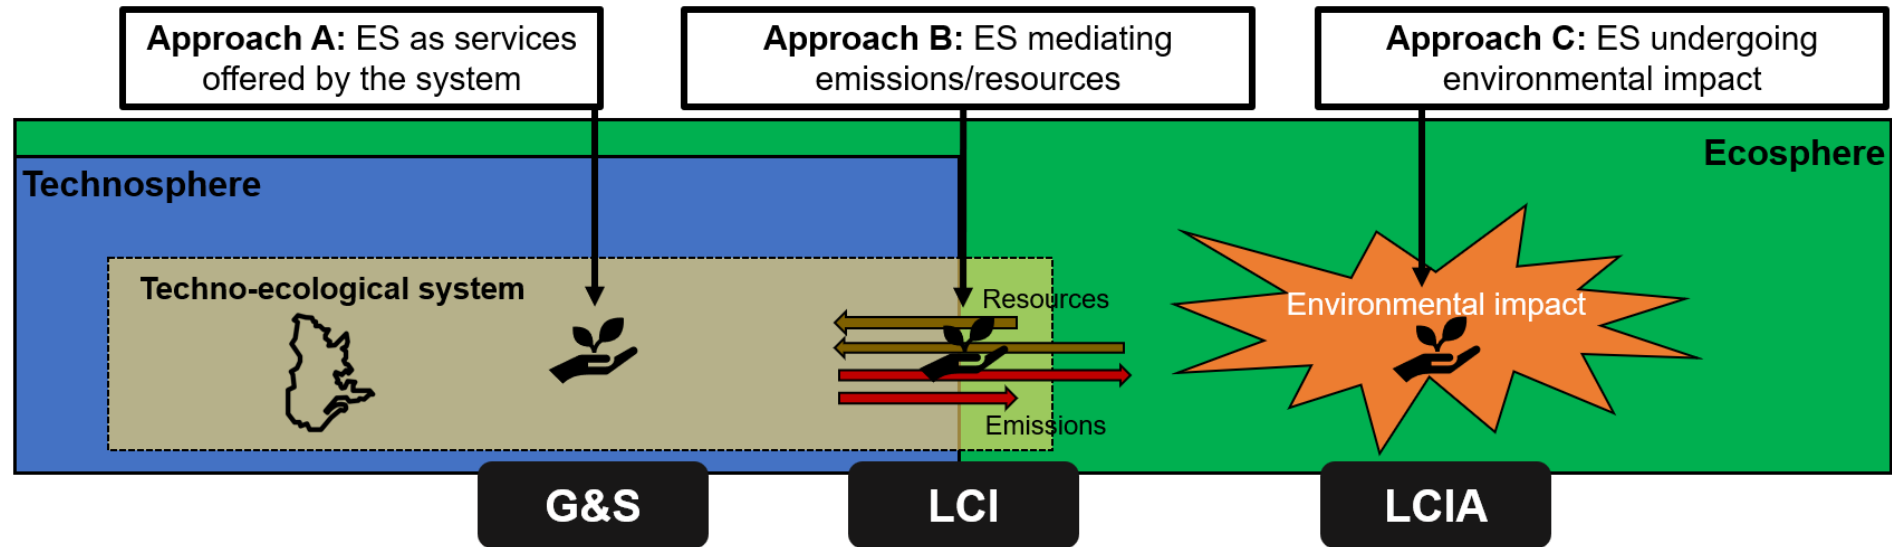 Approach A: ES as services
offered by the system
Approach B: ES mediating
emissions/resources
Approach C: ES undergoing
environmental impact
Technosphere
Ecosphere
Techno-ecological system
Resources
Environmental impact
Emissions
G&S
LCI
LCIA